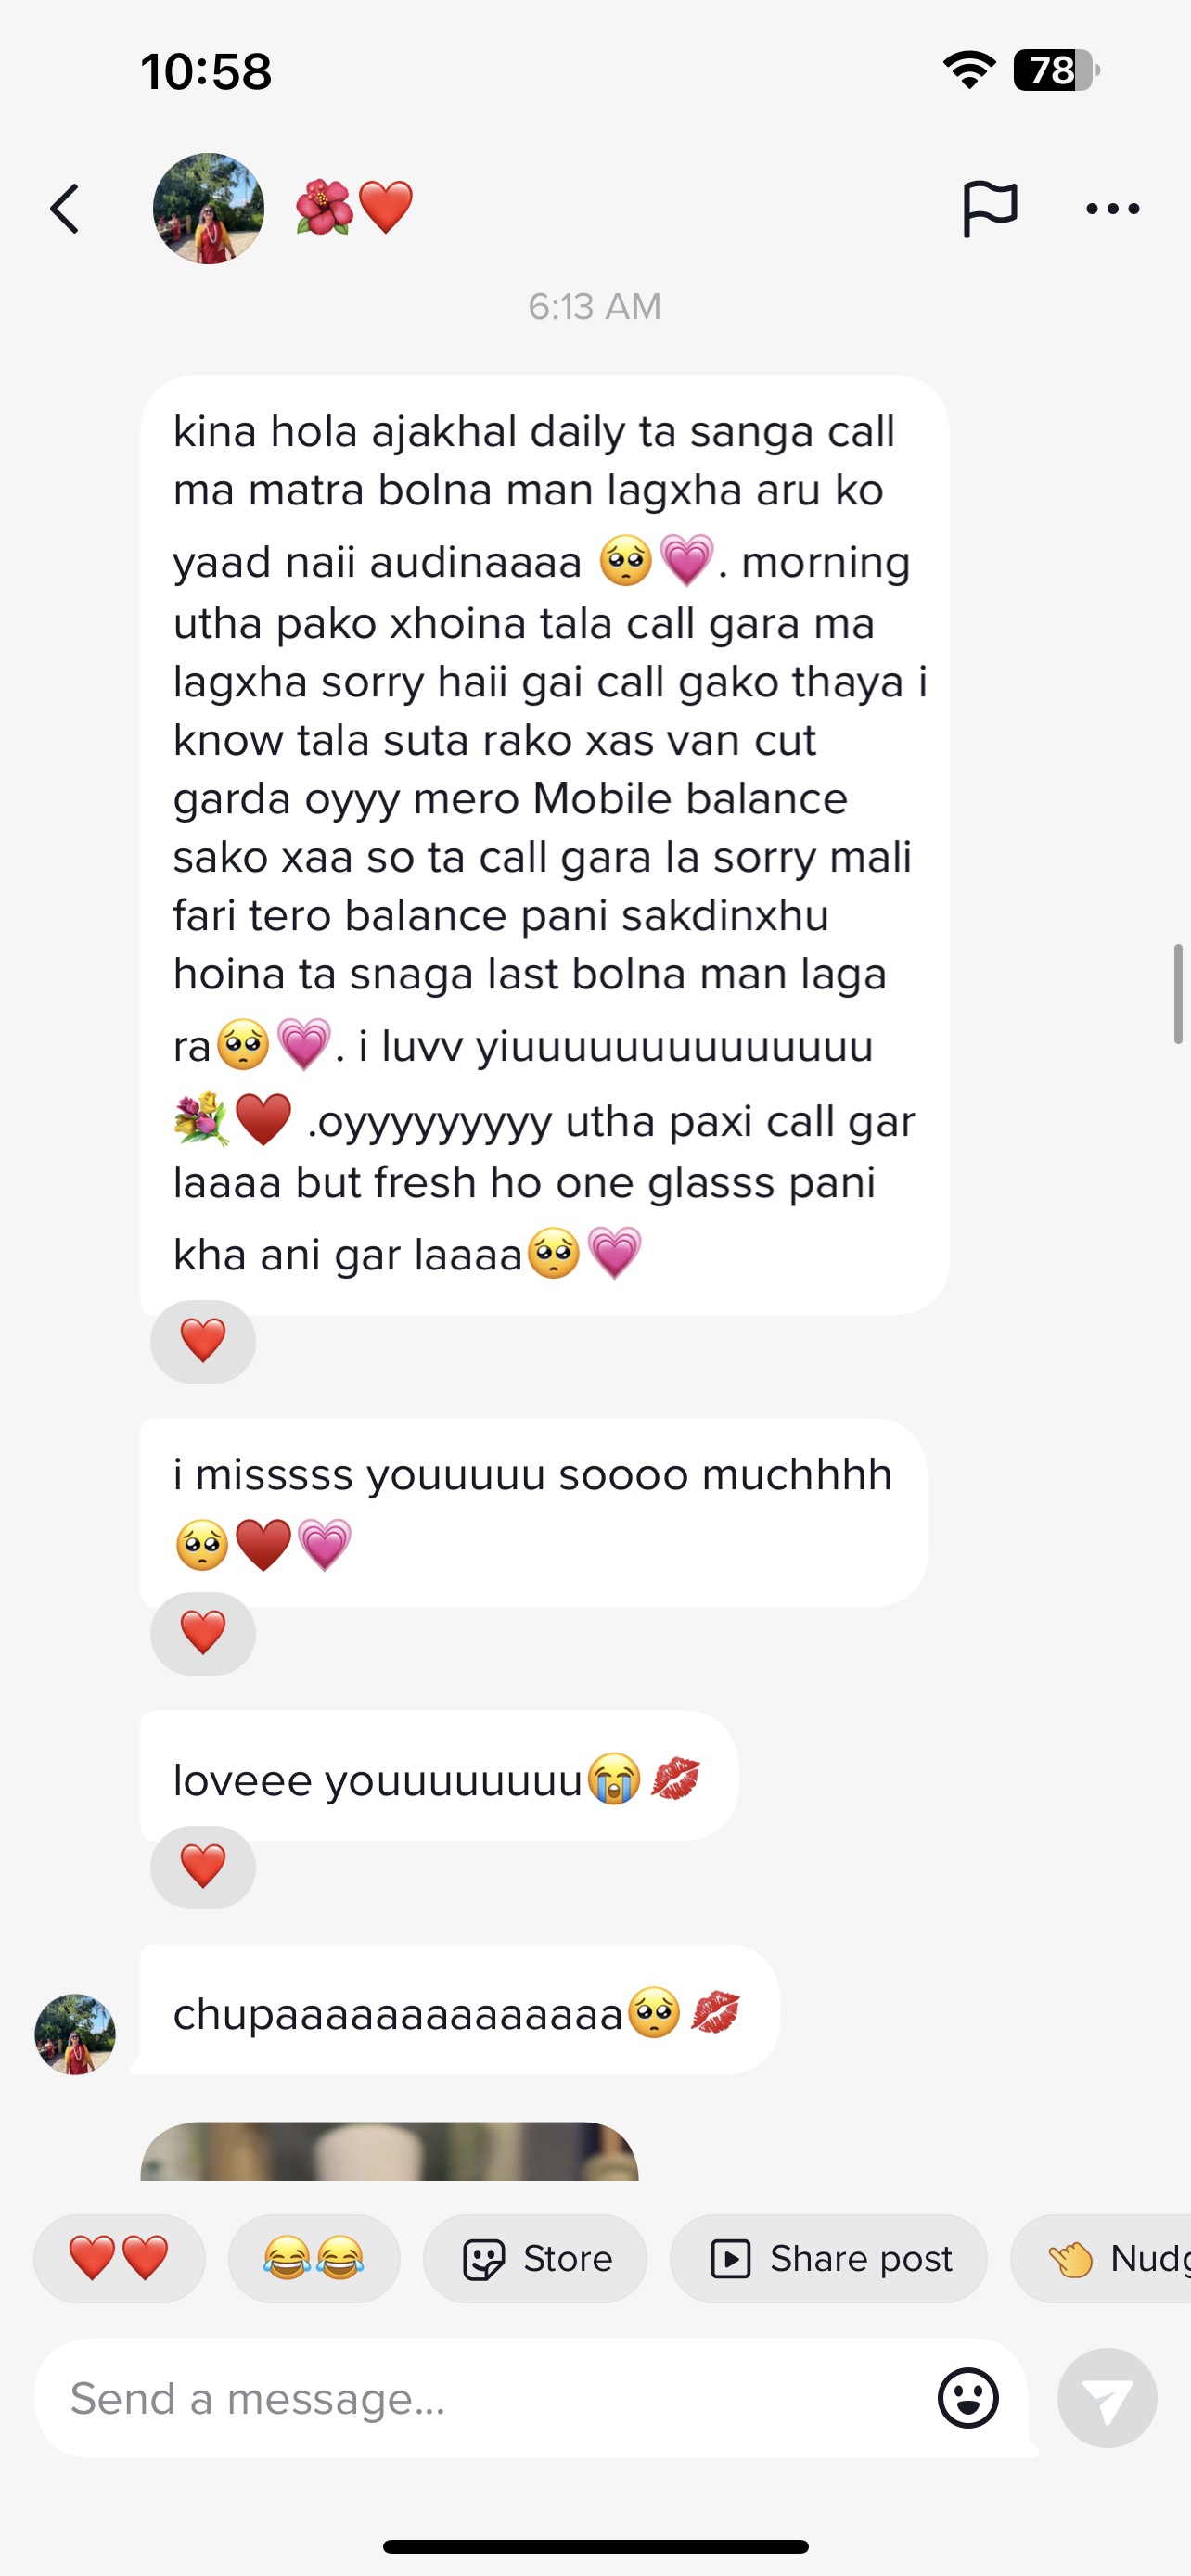 10:58
78
🌺❤️
6:13 AM
kina hola ajakhal daily ta sanga call
ma matra bolna man lagxha aru ko
yaad naii audinaaaa 🥺💗. morning
utha pako xhoina tala call gara ma
lagxha sorry haii gai call gako thaya i
know tala suta rako xas van cut
garda oyyy mero Mobile balance
sako xaa so ta call gara la sorry mali
fari tero balance pani sakdinxhu
hoina ta snaga last bolna man laga
ra🥺💗. i luvv yiuuuuuuuuuuuuuuu
💐♥️ .oyyyyyyyyy utha paxi call gar
laaaa but fresh ho one glasss pani
kha ani gar laaaa🥺💗
❤️
i misssss youuuuu soooo muchhhh
🥺♥️💗
❤️
loveee youuuuuuuu😭💋
❤️
chupaaaaaaaaaaaaaa🥺💋
❤️❤️
😂😂
Store
Share post
👈 Nudg
Send a message...